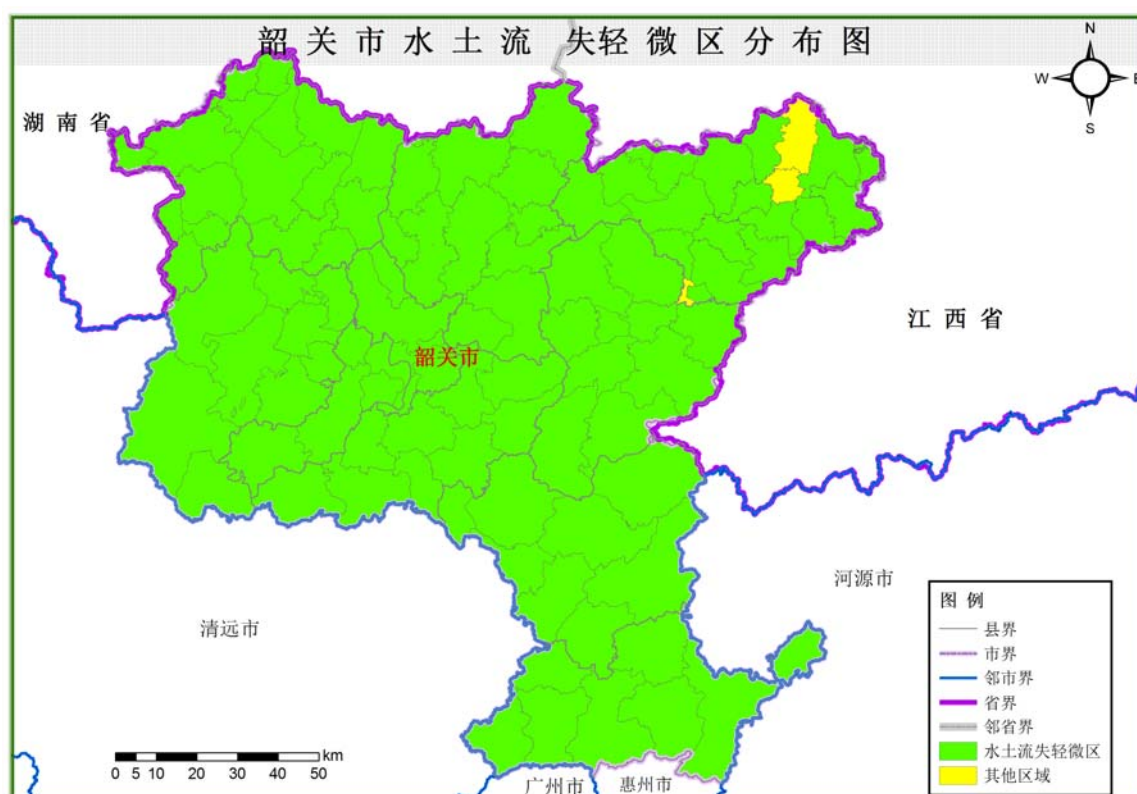 韶关市水土流 失轻微区分布图
N
W E
S
湖南省
江西省
韶关市
河源市
清远市
广州市
惠州市
图 例
县界
市界
邻市界
省界
邻省界
水土流失轻微区
其他区域
km
0 5 10 20 30 40 50